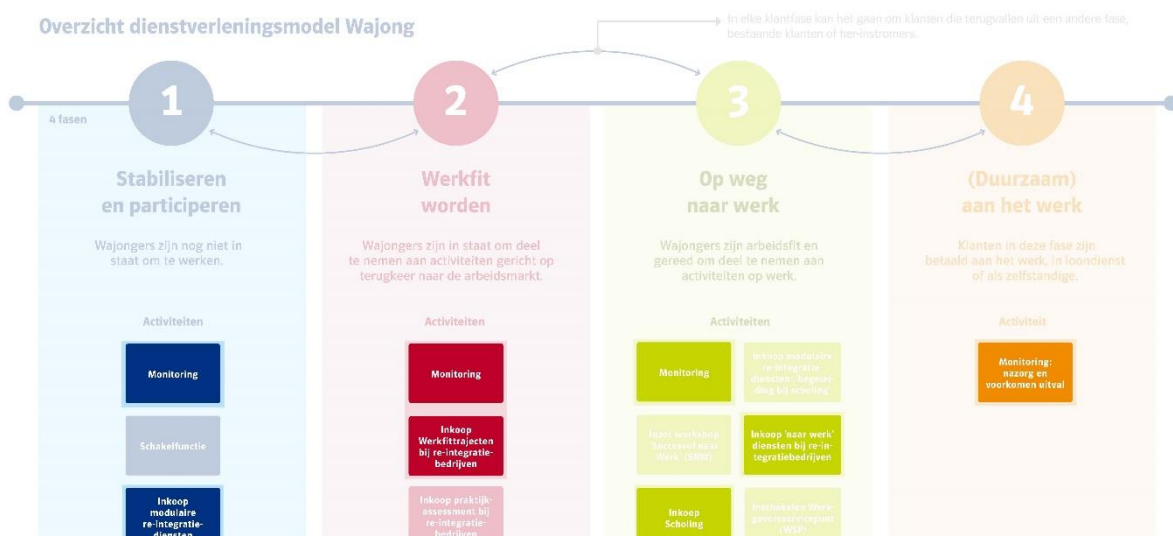 Overzicht dienstverleningsmodel Wajong
In elke klantfase kan het gaan om klanten die terugvallen uit een andere fase,
bestaande klanten of her-instromers.
1
2
3
4
4 fasen
Stabiliseren
en participeren
Wajongers zijn nog niet in
staat om te werken.
Activiteiten
Monitoring
Schakelfunctie
Inkoop
modulaire
re-integratie-
diensten
Werkfit
worden
Wajongers zijn in staat om deel
te nemen aan activiteiten gericht op
terugkeer naar de arbeidsmarkt.
Activiteiten
Monitoring
Inkoop
Werkfittrajecten
bij re-integratie-
bedrijven
Inkoop praktijk-
assessment bij
re-integratie-
bedrijven
Op weg
naar werk
Wajongers zijn arbeidsfit en
gereed om deel te nemen aan
activiteiten op werk.
Activiteiten
Monitoring
Inkoop modulaire
re-integratie
diensten: begelei-
ding bij scholing
Inzet workshop
'Succesvol naar
Werk' (SNW)
Inkoop 'naar werk'
diensten bij re-in-
tegratiebedrijven
Inkoop
Scholing
Inschakelen Werk-
geversservicepunt
(WSP)
(Duurzaam)
aan het werk
Klanten in deze fase zijn
betaald aan het werk, in loondienst
of als zelfstandige.
Activiteit
Monitoring:
nazorg en
voorkomen uitval